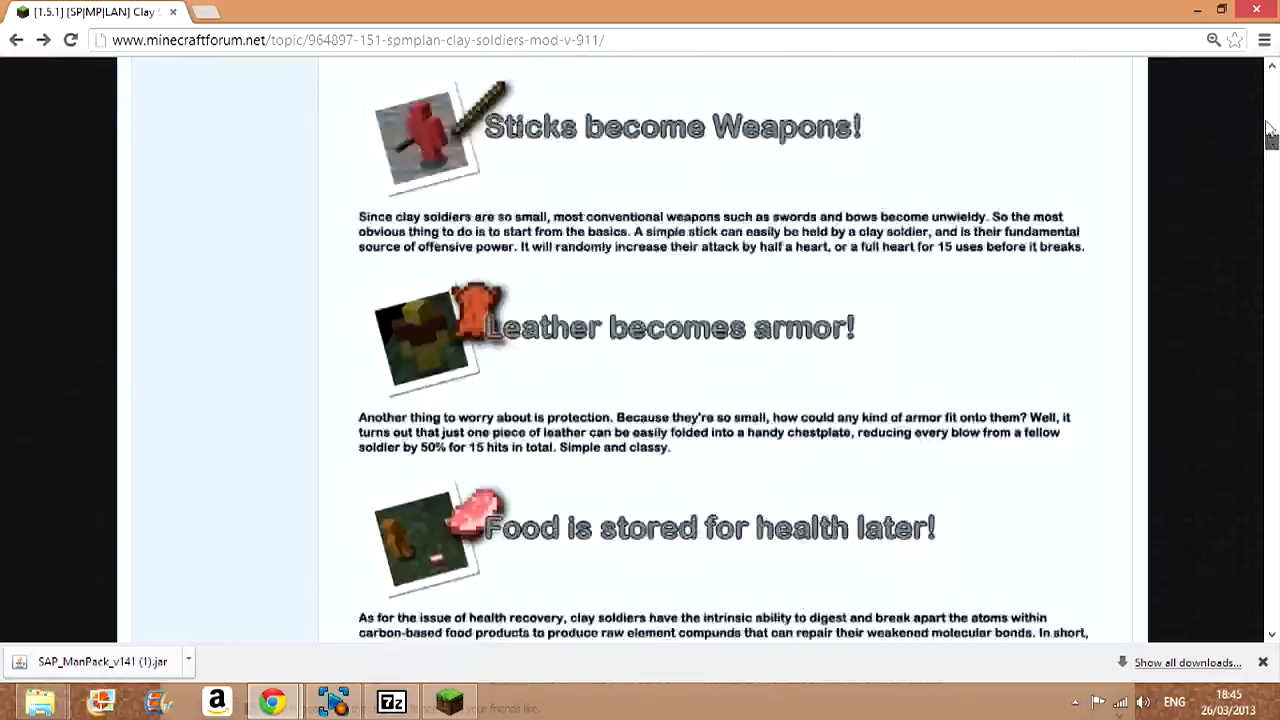 [1.5.1] [SP|MP|LAN] Clay
www.minecraftforum.net/topic/964897-151-spmplan-clay-soldiers-mod-v-911/
Sticks become Weapons!
Since clay soldiers are so small, most conventional weapons such as swords and bows become unwieldy. So the most
obvious thing to do is to start from the basics. A simple stick can easily be held by a clay soldier, and is their fundamental
source of offensive power. It will randomly increase their attack by half a heart, or a full heart for 15 uses before it breaks.
Leather becomes armor!
Another thing to worry about is protection. Because they're so small, how could any kind of armor fit onto them? Well, it
turns out that just one piece of leather can be easily folded into a handy chestplate, reducing every blow from a fellow
soldier by 50% for 15 hits in total. Simple and classy.
Food is stored for health later!
As for the issue of health recovery, clay soldiers have the intrinsic ability to digest and break apart the atoms within
carbon-based food products to produce raw element compunds that can repair their weakened molecular bonds. In short,
SAP_ManPack_v141 (1).jar
Show all downloads...
a
7z
your friends like.
ENG
18:45
26/03/2013